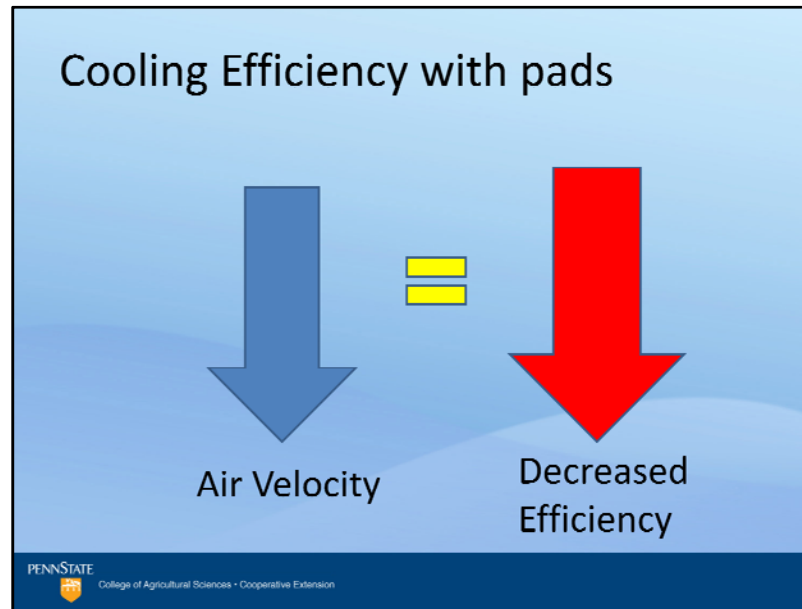 Cooling Efficiency with pads
Air Velocity
Decreased
Efficiency
PENNSTATE
College of Agricultural Sciences • Cooperative Extension